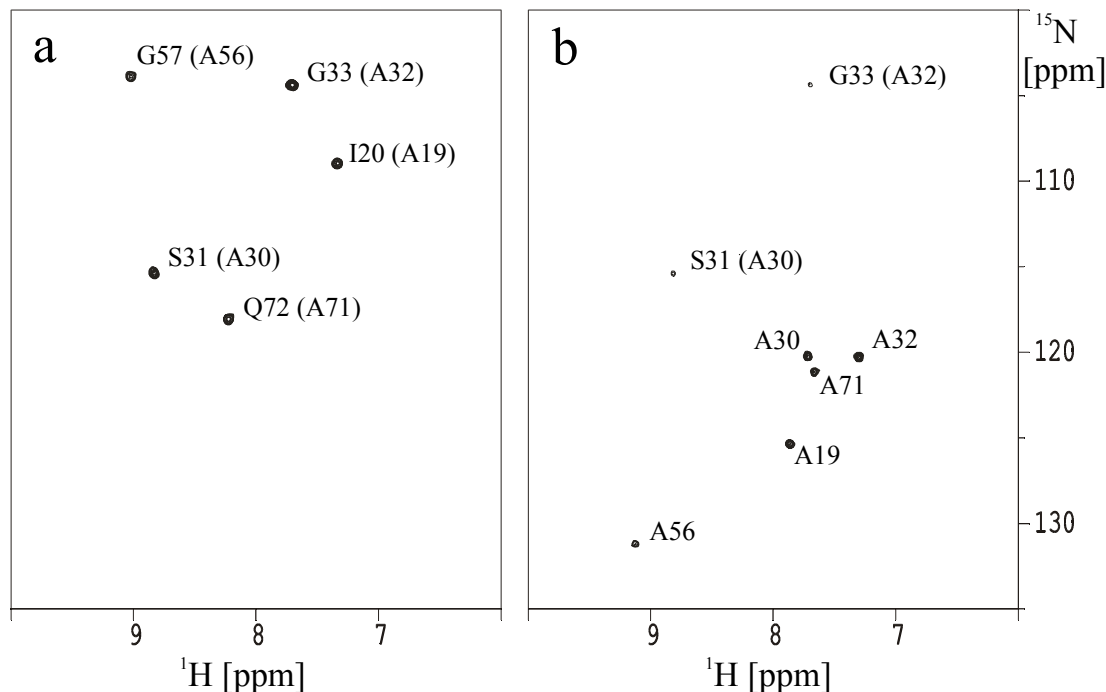 a
G57 (A56)
G33 (A32)
I20 (A19)
S31 (A30)
Q72 (A71)
9 8 7
¹H [ppm]
b
G33 (A32)
S31 (A30)
A30
A32
A71
A19
A56
9 8 7
¹H [ppm]
¹⁵N
[ppm]
110
120
130